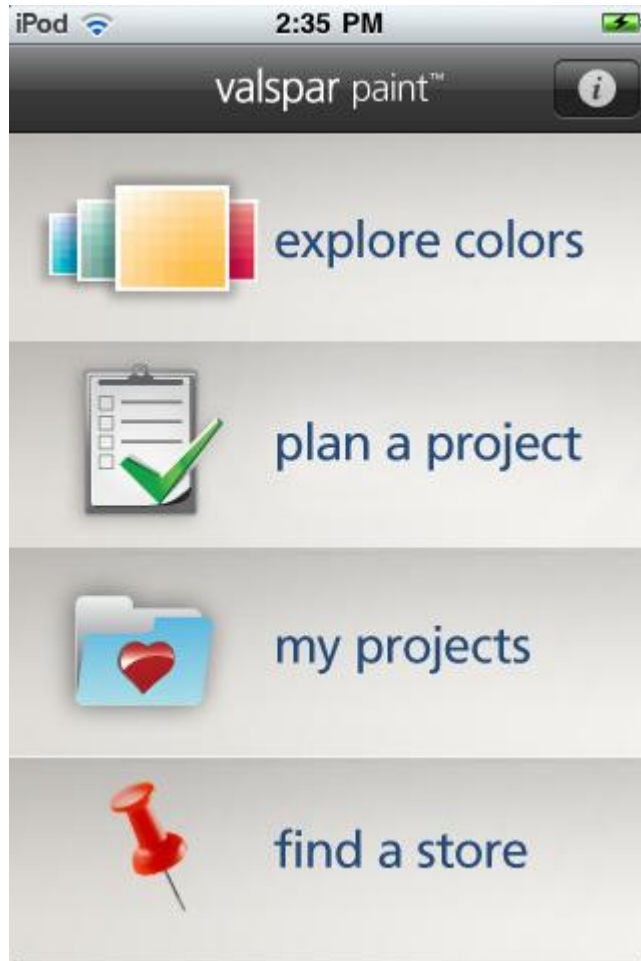 iPod 2:35 PM
valspar paint™ i
explore colors
plan a project
my projects
find a store